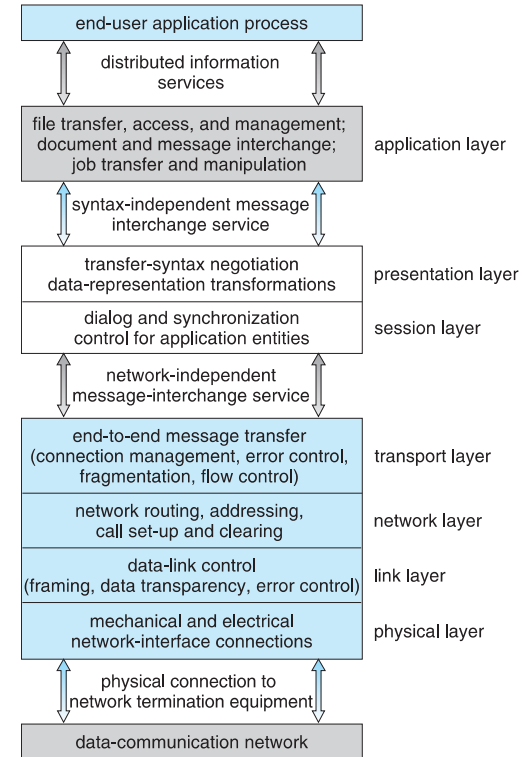 end-user application process
distributed information
services
file transfer, access, and management;
document and message interchange;
job transfer and manipulation
application layer
syntax-independent message
interchange service
transfer-syntax negotiation
data-representation transformations
presentation layer
dialog and synchronization
control for application entities
session layer
network-independent
message-interchange service
end-to-end message transfer
(connection management, error control,
fragmentation, flow control)
transport layer
network routing, addressing,
call set-up and clearing
network layer
data-link control
(framing, data transparency, error control)
link layer
mechanical and electrical
network-interface connections
physical layer
physical connection to
network termination equipment
data-communication network